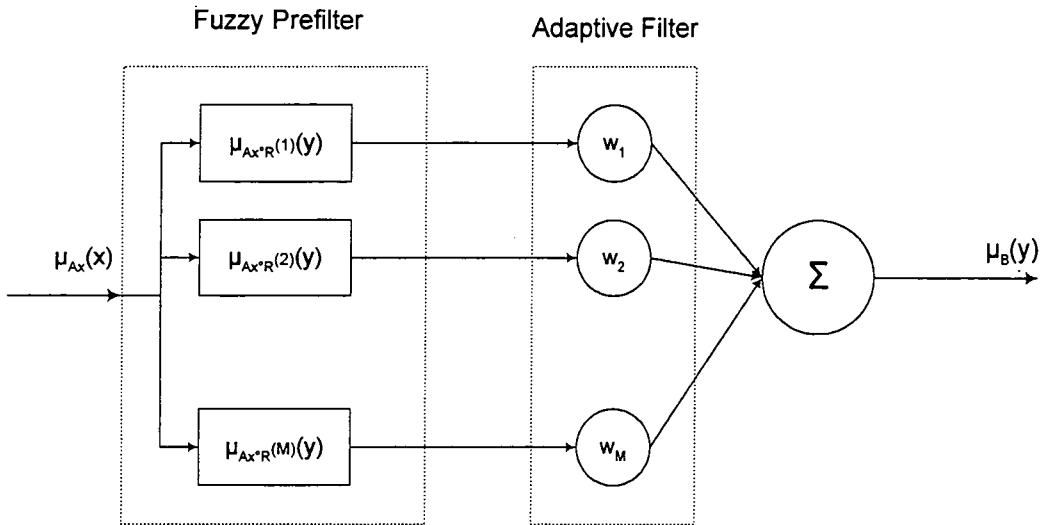 Fuzzy Prefilter
Adaptive Filter
μAx°R(1)(y)
w1
μAx(x)
μAx°R(2)(y)
w2
Σ
μB(y)
μAx°R(M)(y)
wM